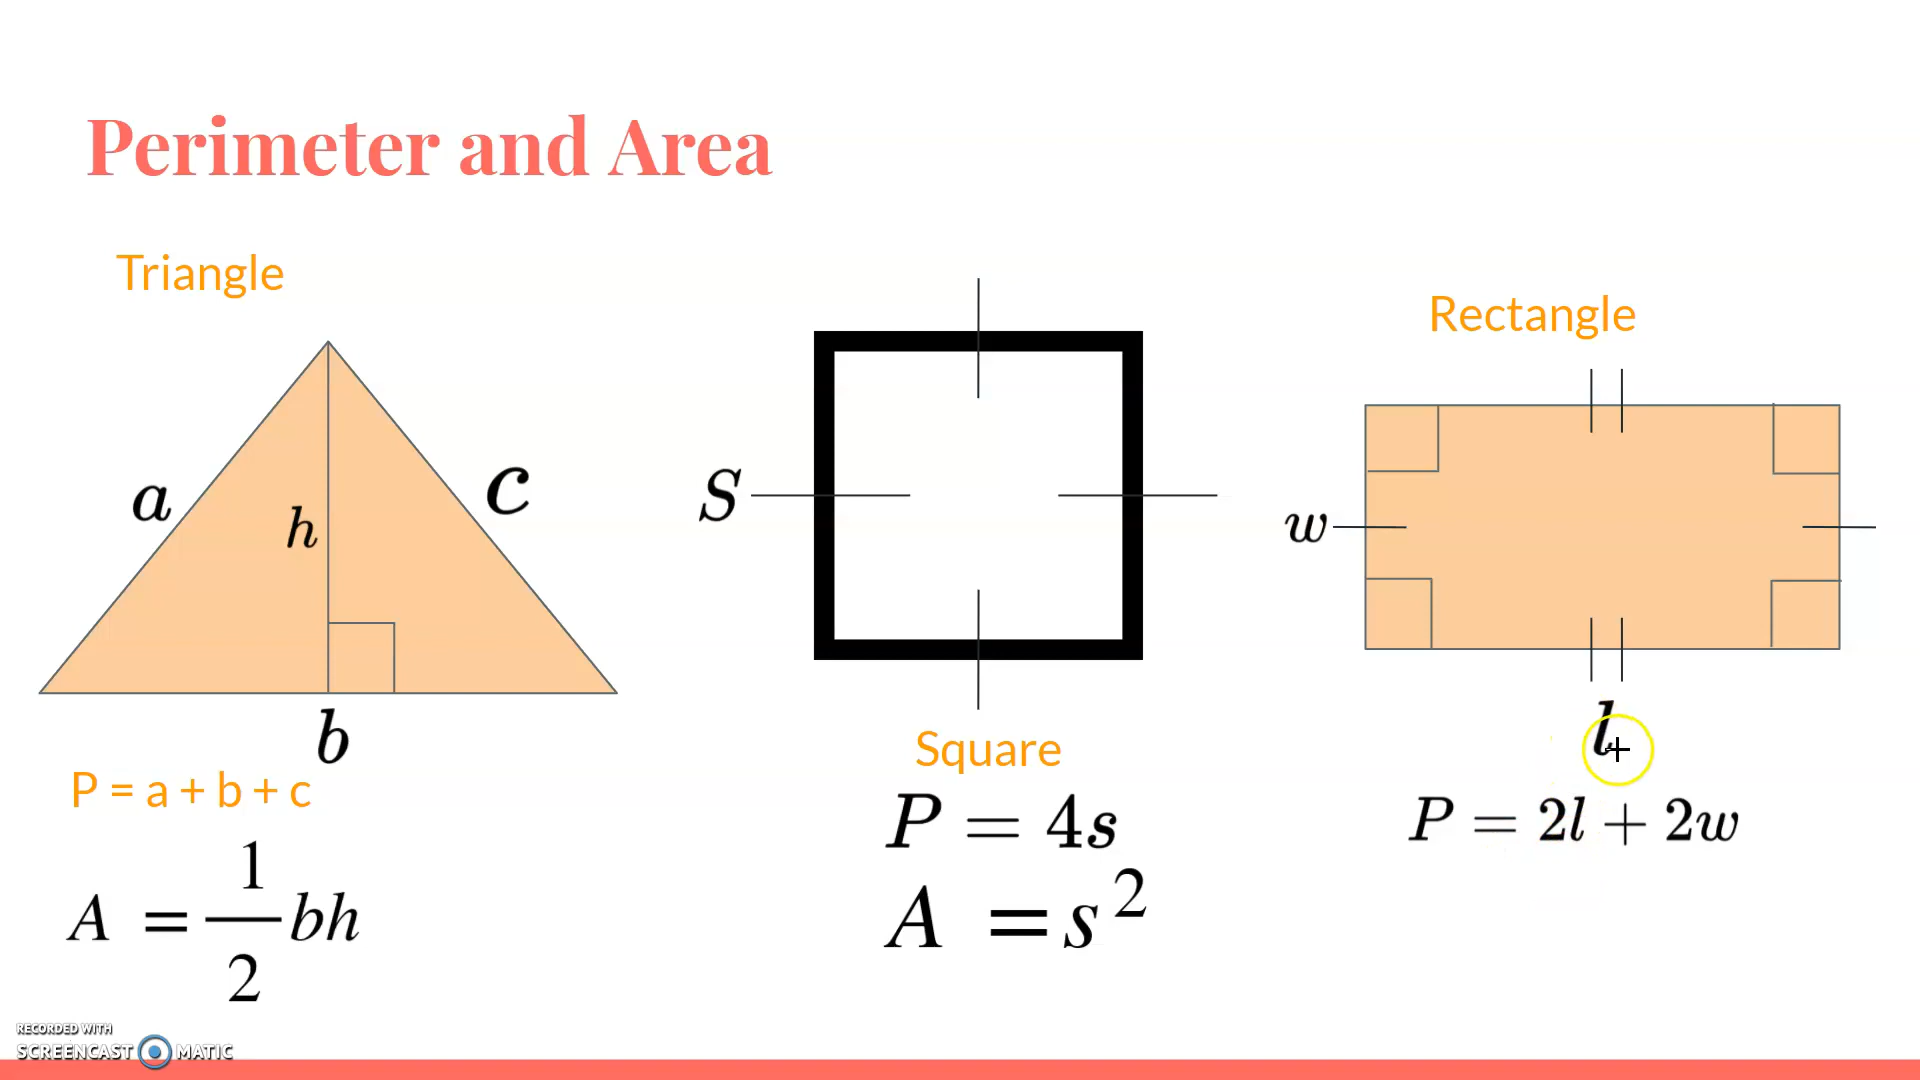 Perimeter and Area
Triangle
a
h
c
b
P = a + b + c
A = 1/2 bh
S
Square
P = 4s
A = s²
Rectangle
w
l
P = 2l + 2w
RECORDED WITH
SCREENCAST MATIC